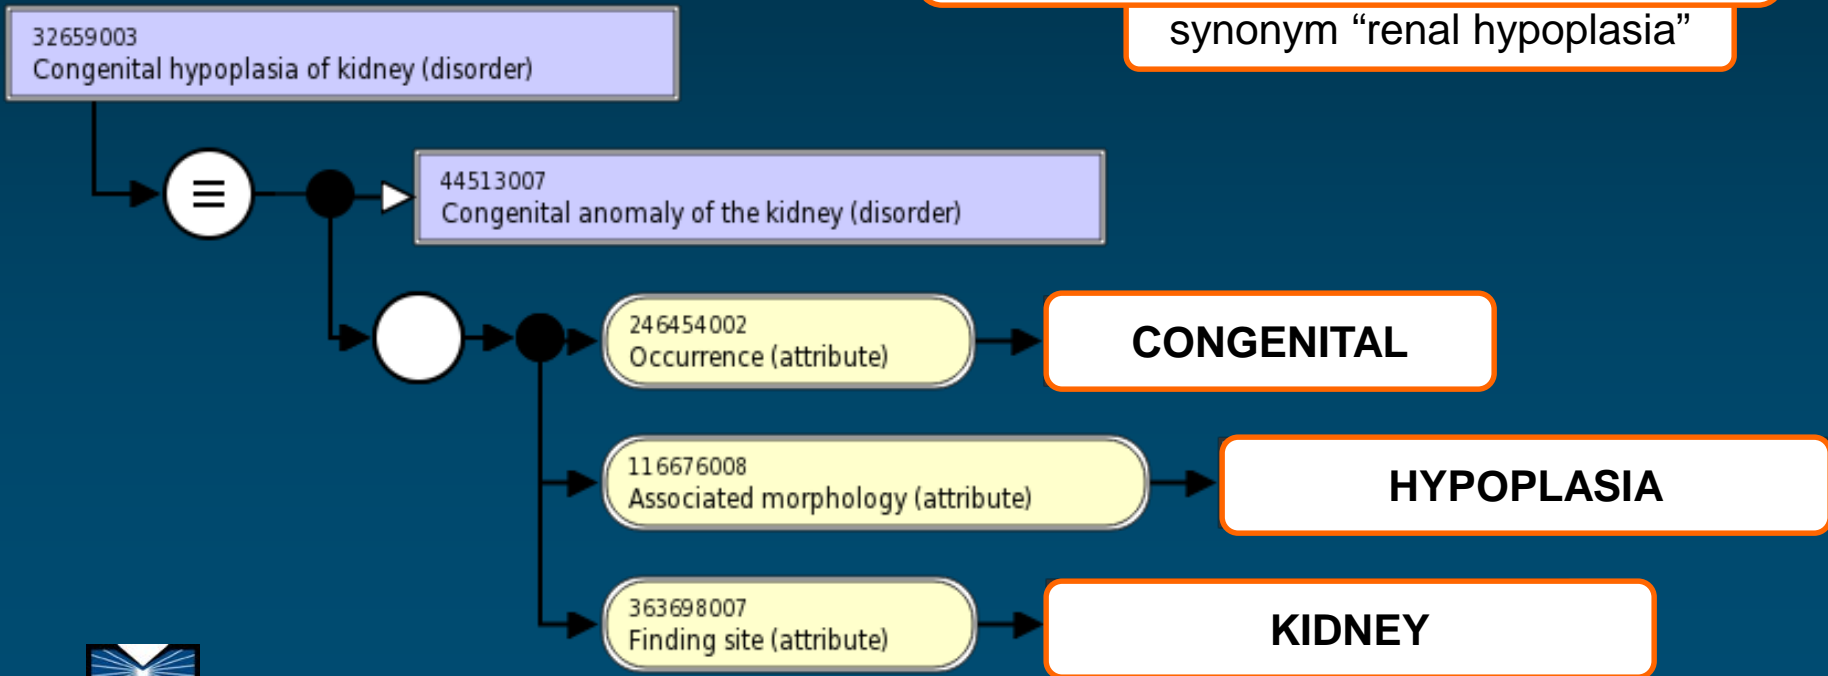 synonym “renal hypoplasia”
32659003
Congenital hypoplasia of kidney (disorder)
≡
44513007
Congenital anomaly of the kidney (disorder)
246454002
Occurrence (attribute)
CONGENITAL
116676008
Associated morphology (attribute)
HYPOPLASIA
363698007
Finding site (attribute)
KIDNEY